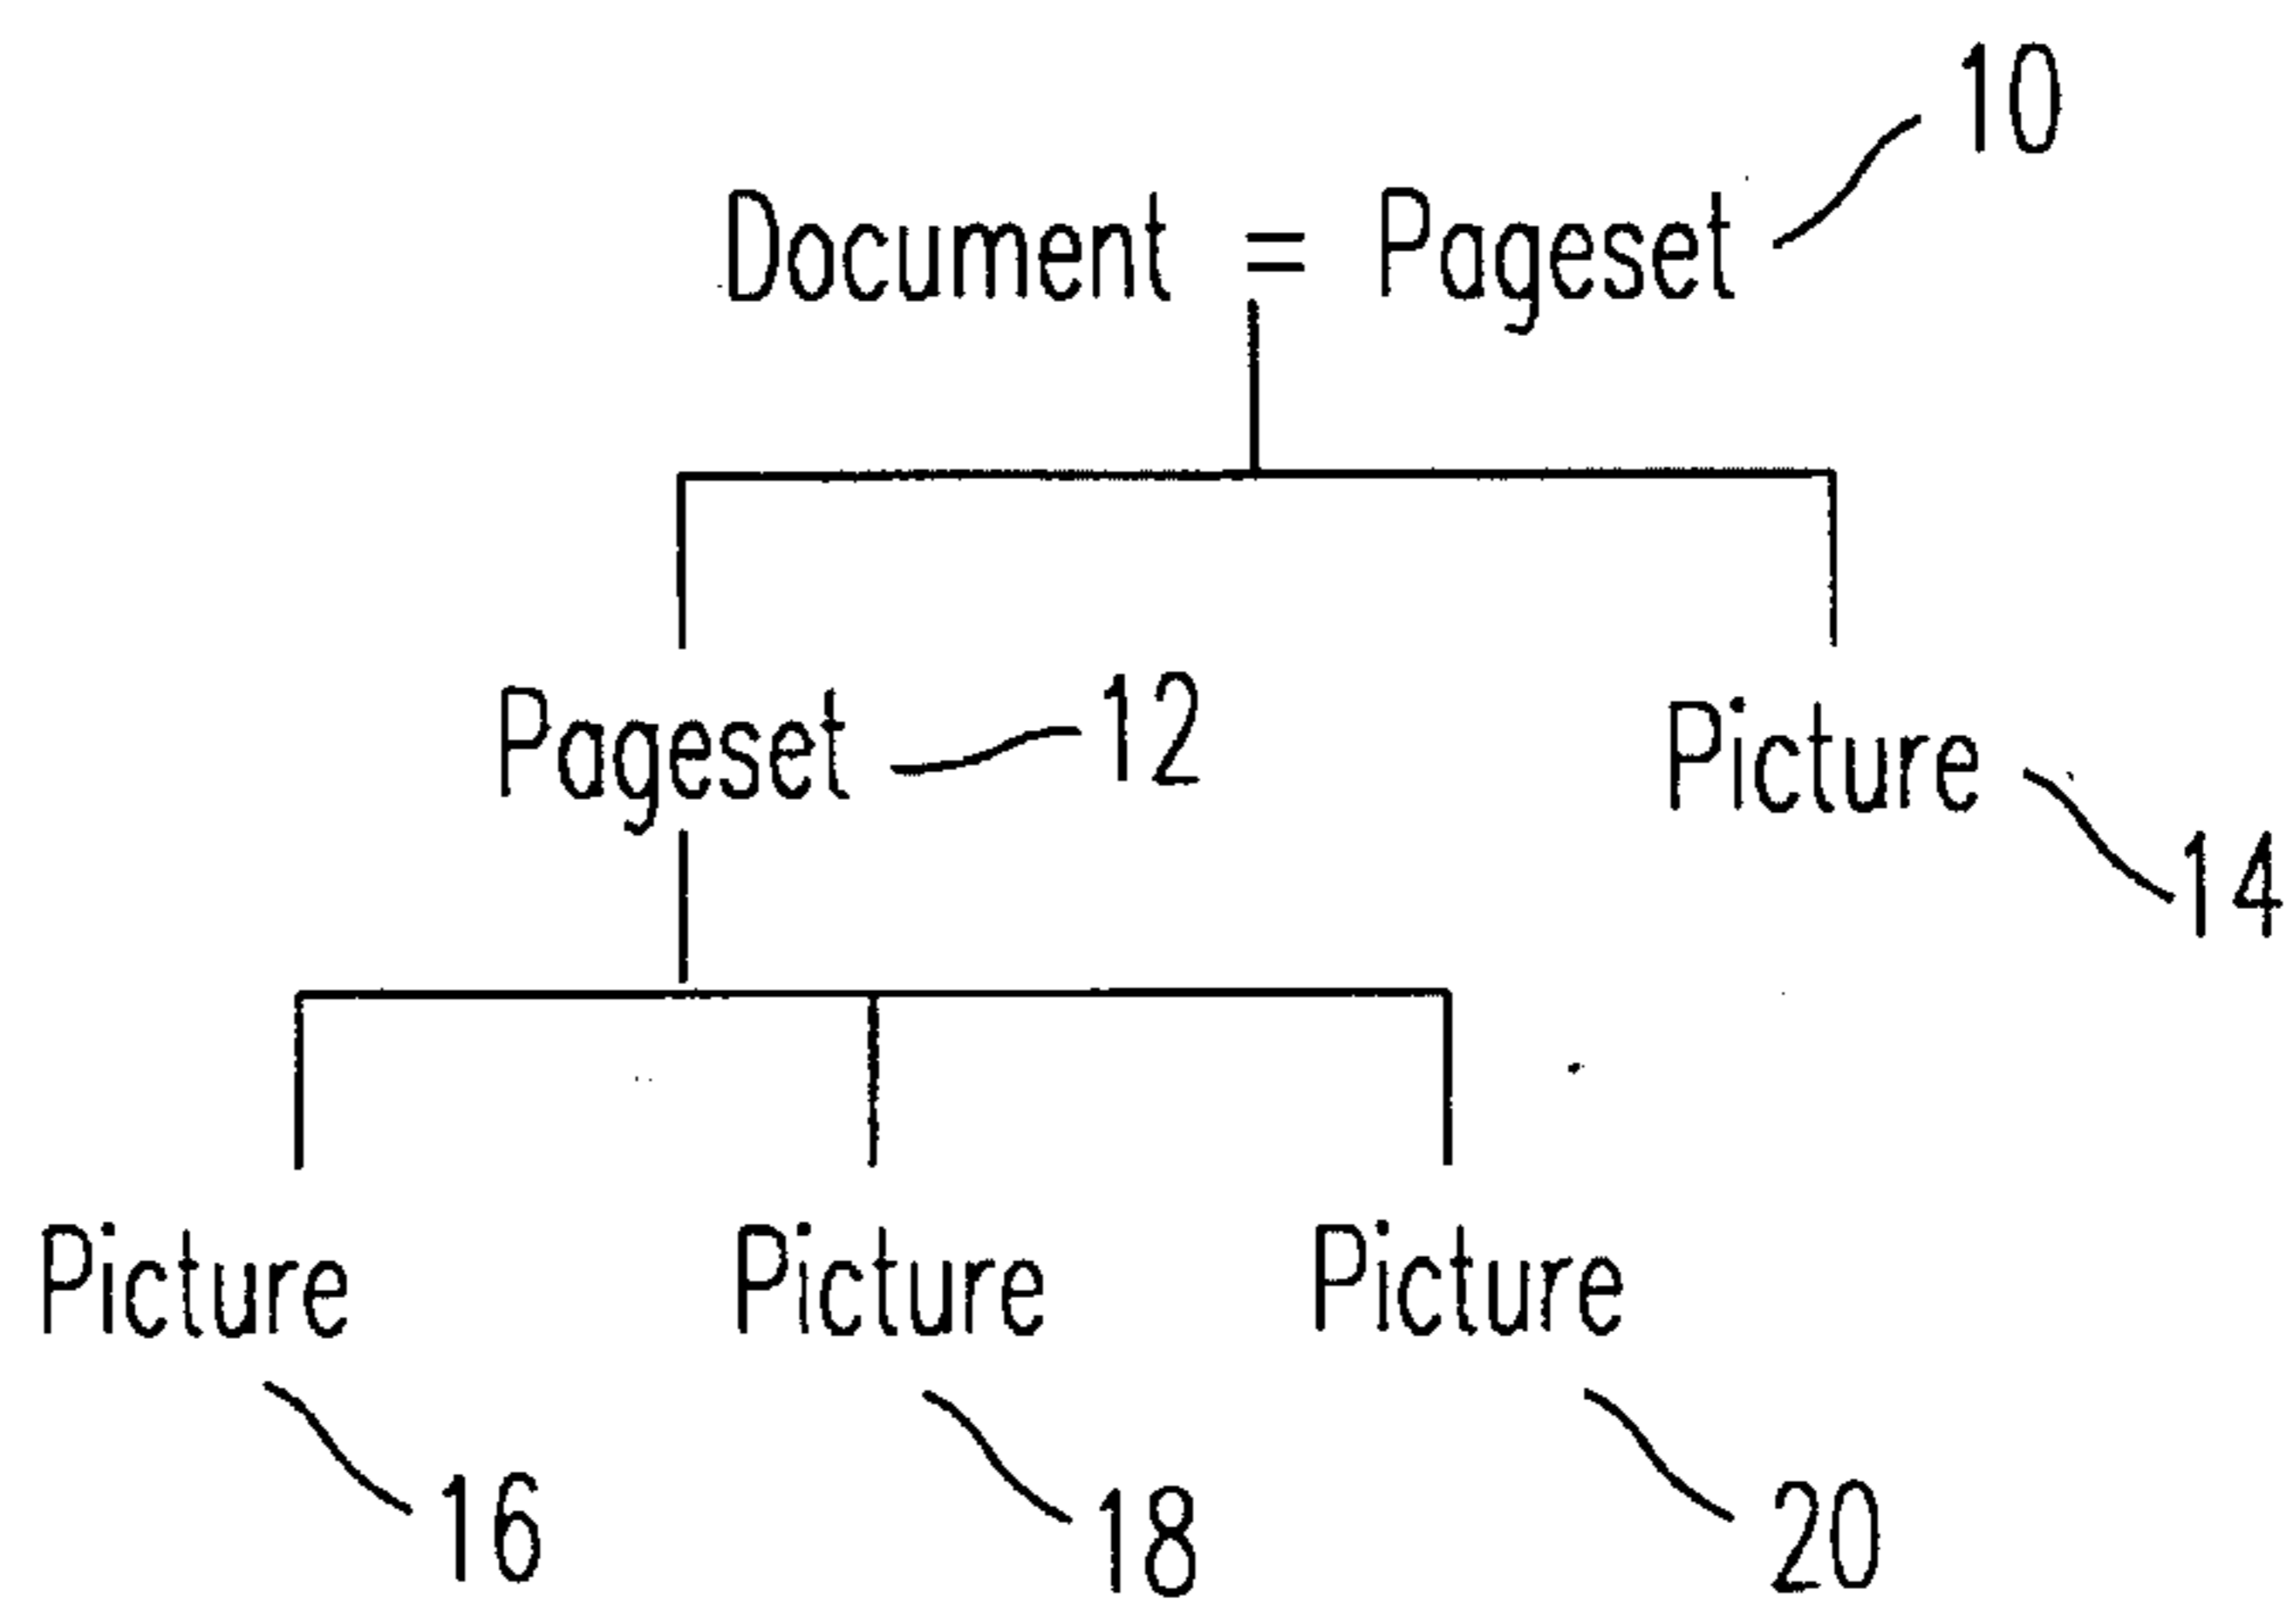 10
Document = Pageset
Pageset 12 Picture
14
Picture Picture Picture
16 18 20